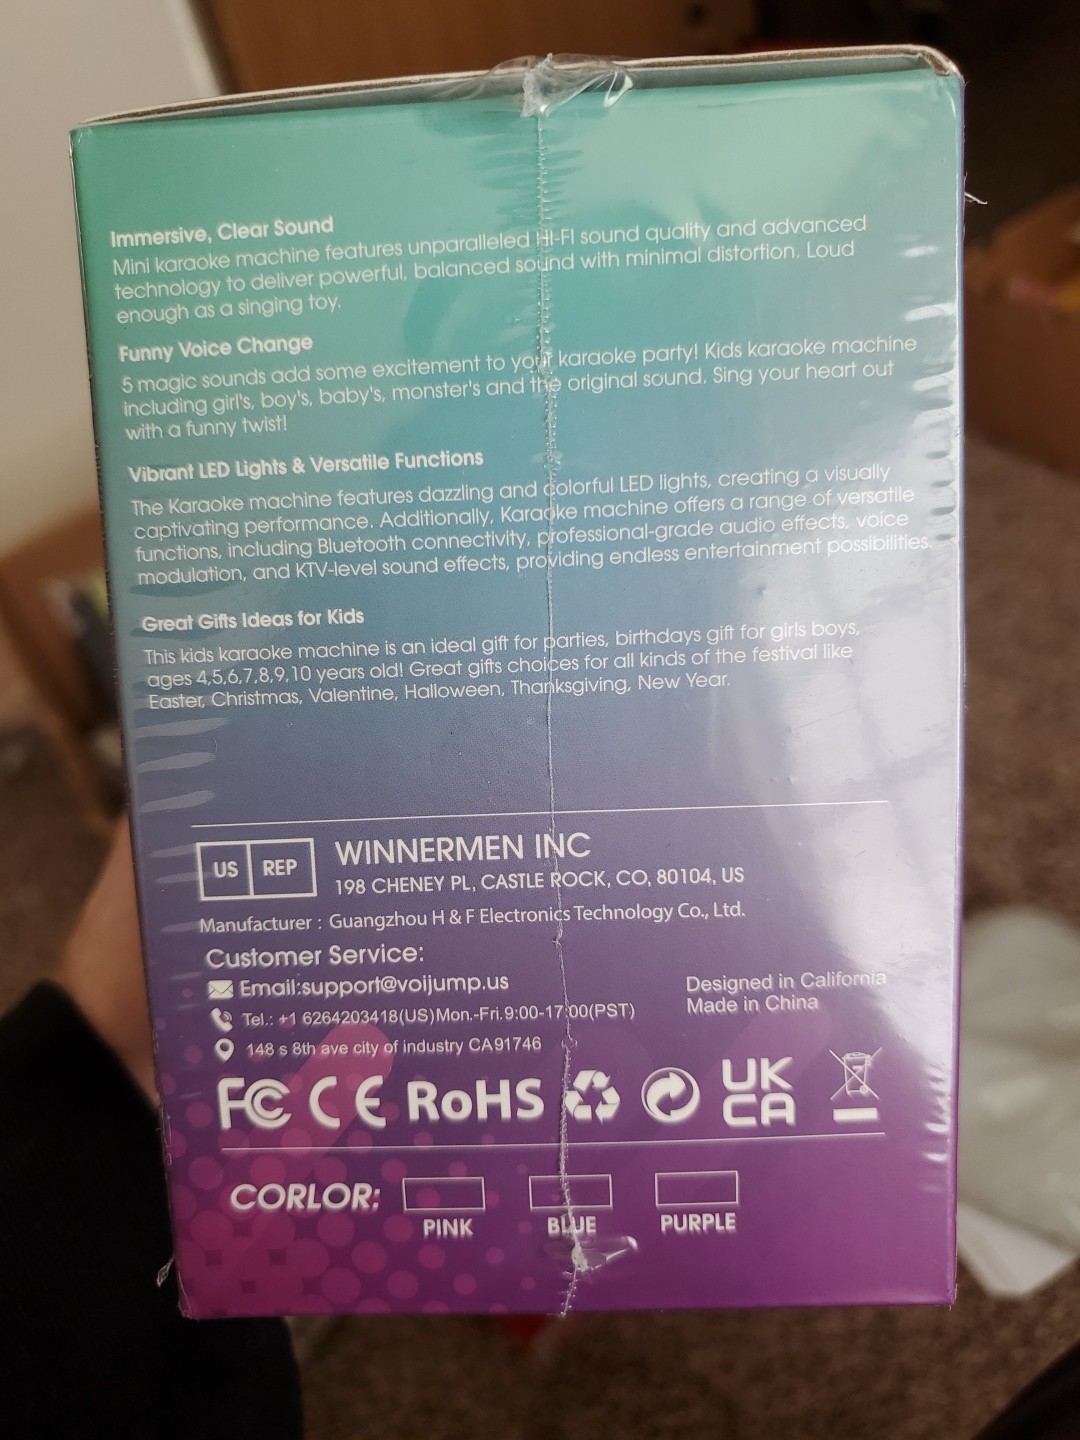 Immersive, Clear Sound
Mini karaoke machine features unparalleled HI-FI sound quality and advanced
technology to deliver powerful, balanced sound with minimal distortion. Loud
enough as a singing toy.
Funny Voice Change
5 magic sounds add some excitement to your karaoke party! Kids karaoke machine
including girl's, boy's, baby's, monster's and the original sound. Sing your heart out
with a funny twist!
Vibrant LED Lights & Versatile Functions
The Karaoke machine features dazzling and colorful LED lights, creating a visually
captivating performance. Additionally, Karaoke machine offers a range of versatile
functions, including Bluetooth connectivity, professional-grade audio effects, voice
modulation, and KTV-level sound effects, providing endless entertainment possibilities.
Great Gifts Ideas for Kids
This kids karaoke machine is an ideal gift for parties, birthdays gift for girls boys,
ages 4,5,6,7,8,9,10 years old! Great gifts choices for all kinds of the festival like
Easter, Christmas, Valentine, Halloween, Thanksgiving, New Year.
US REP WINNERMEN INC
198 CHENEY PL, CASTLE ROCK, CO, 80104, US
Manufacturer : Guangzhou H & F Electronics Technology Co., Ltd.
Customer Service:
Email:support@voijump.us
Tel.: +1 6264203418(US)Mon.-Fri.9:00-17:00(PST)
148 s 8th ave city of industry CA91746
Designed in California
Made in China
FC CE RoHS UK
CA
CORLOR:
PINK BLUE PURPLE